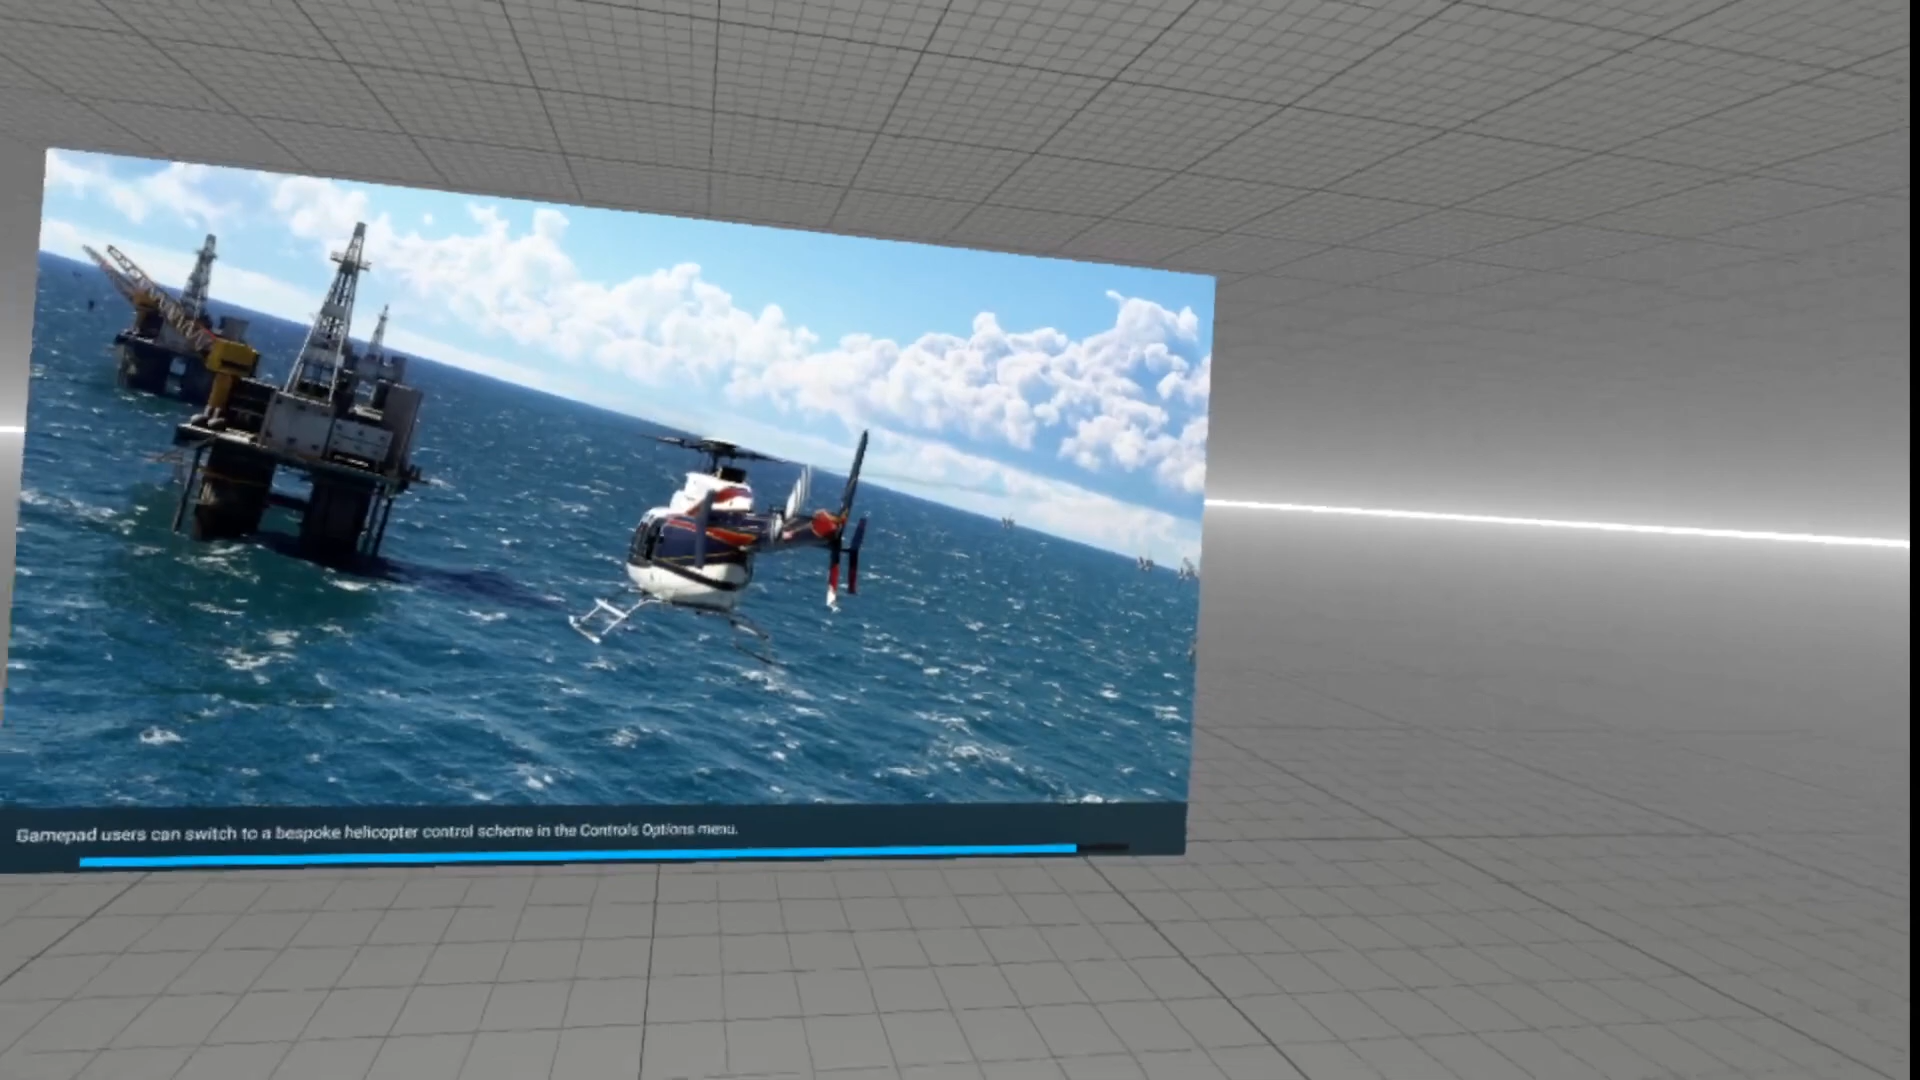 Gamepad users can switch to a bespoke helicopter control scheme in the Controls Options menu.